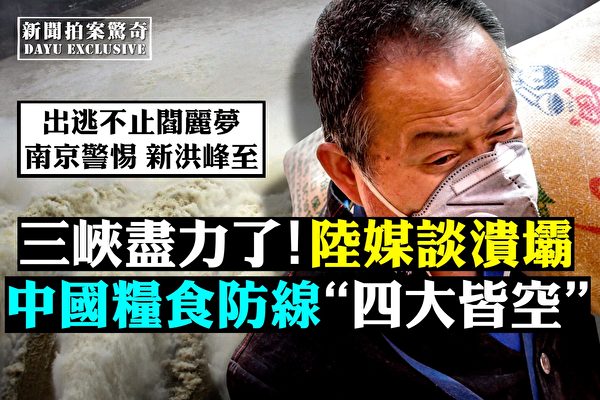 新聞拍案驚奇
DAYU EXCLUSIVE
出逃不止閻麗夢
南京警惕 新洪峰至
三峽盡力了!陸媒談潰壩
中國糧食防線“四大皆空”